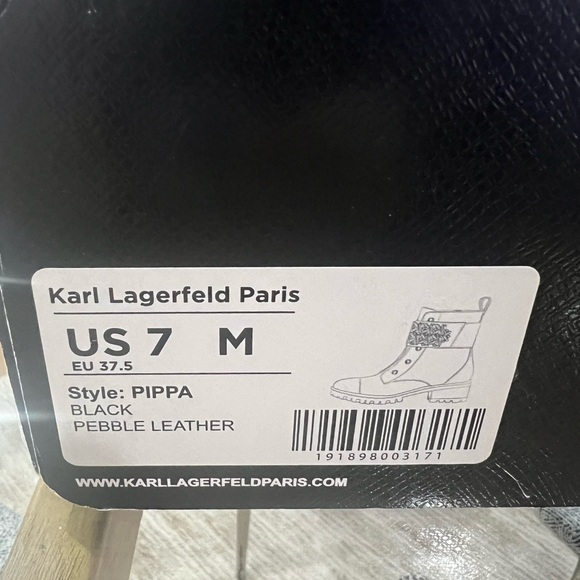 Karl Lagerfeld Paris
US 7 M
EU 37.5
Style: PIPPA
BLACK
PEBBLE LEATHER
191898003171
WWW.KARLLAGERFELDPARIS.COM